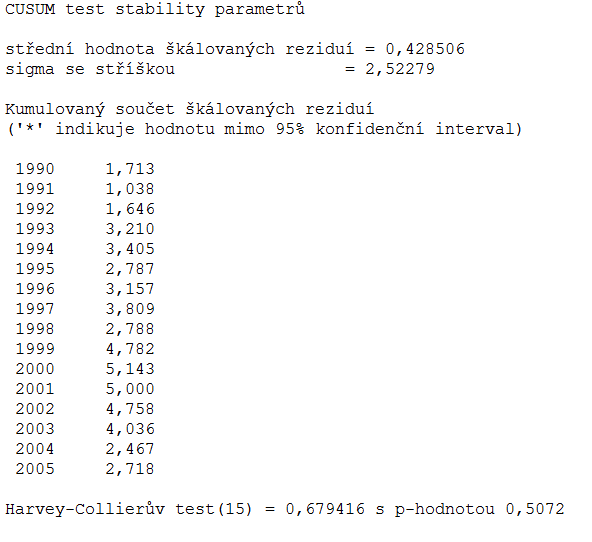 CUSUM test stability parametrů
střední hodnota škálovaných reziduí = 0,428506
sigma se stříškou = 2,52279
Kumulovaný součet škálovaných reziduí
('*' indikuje hodnotu mimo 95% konfidenční interval)
1990 1,713
1991 1,038
1992 1,646
1993 3,210
1994 3,405
1995 2,787
1996 3,157
1997 3,809
1998 2,788
1999 4,782
2000 5,143
2001 5,000
2002 4,758
2003 4,036
2004 2,467
2005 2,718
Harvey-Collierův test(15) = 0,679416 s p-hodnotou 0,5072